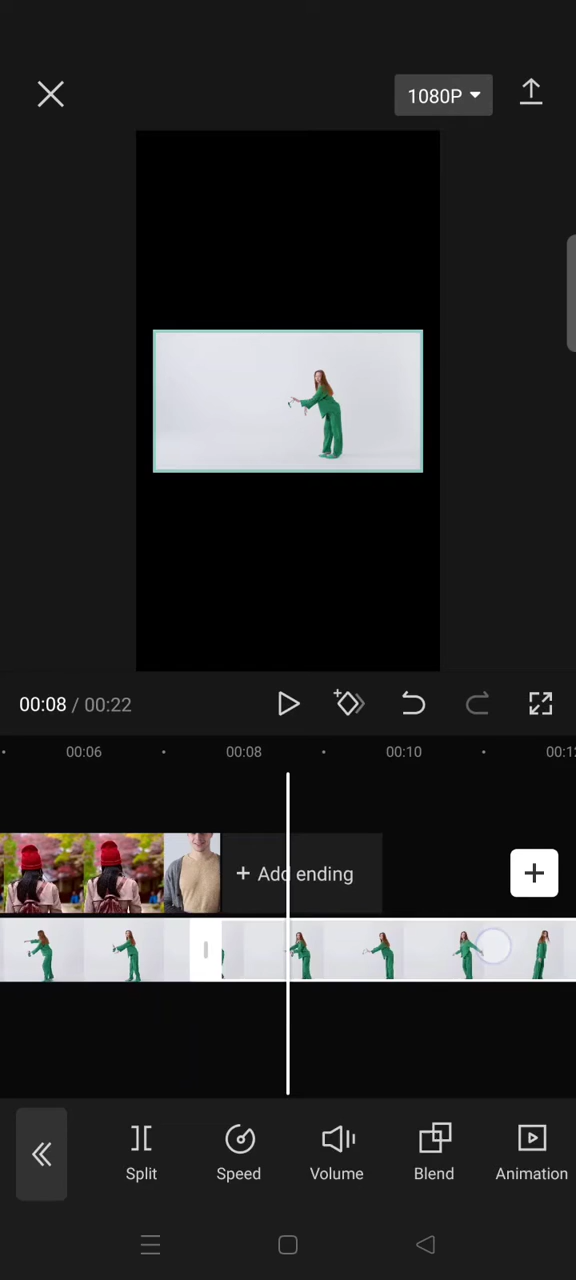 1080P
00:08 / 00:22
00:06 00:08 00:10 00:1
+ Add ending
Split Speed Volume Blend Animation